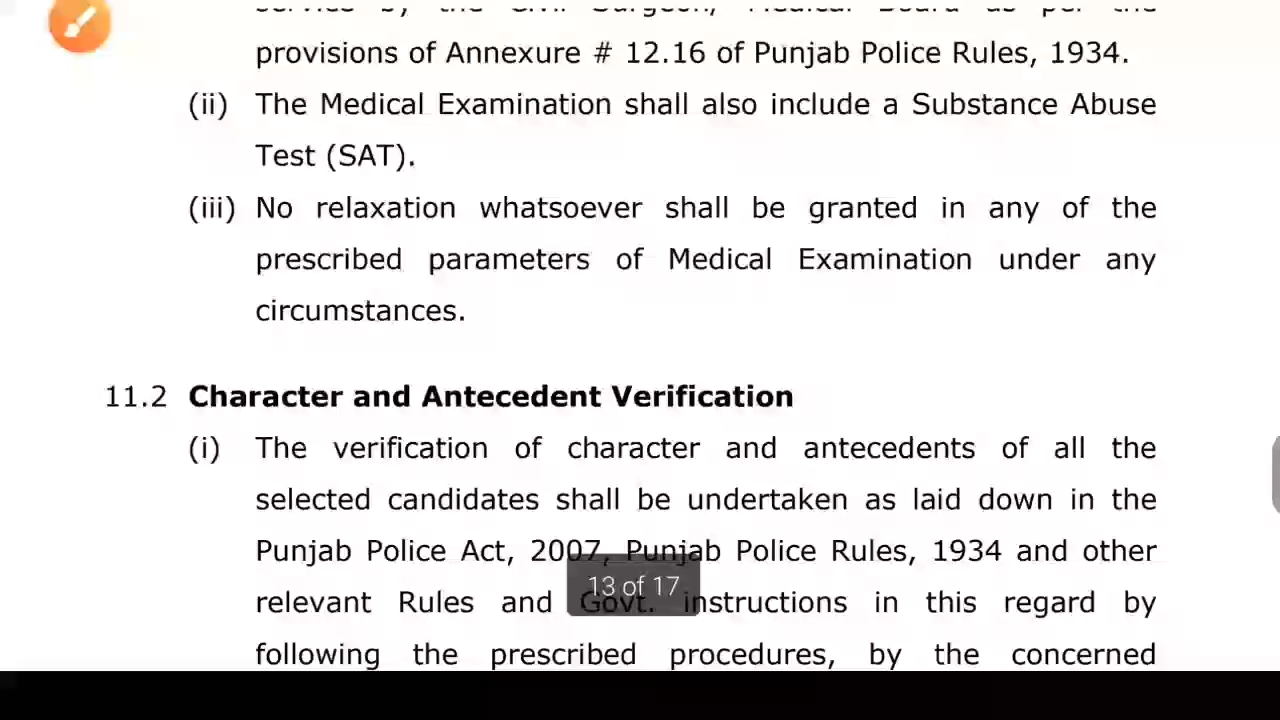 provisions of Annexure # 12.16 of Punjab Police Rules, 1934.
(ii) The Medical Examination shall also include a Substance Abuse
Test (SAT).
(iii) No relaxation whatsoever shall be granted in any of the
prescribed parameters of Medical Examination under any
circumstances.
11.2 Character and Antecedent Verification
(i) The verification of character and antecedents of all the
selected candidates shall be undertaken as laid down in the
Punjab Police Act, 2007, Punjab Police Rules, 1934 and other
13 of 17
relevant Rules and Govt. instructions in this regard by
following the prescribed procedures, by the concerned